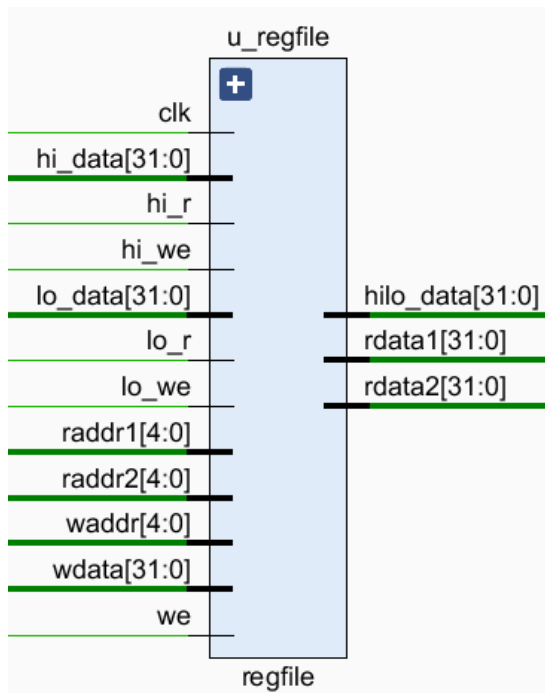 u_regfile
clk
hi_data[31:0]
hi_r
hi_we
lo_data[31:0]
hilo_data[31:0]
lo_r
rdata1[31:0]
lo_we
rdata2[31:0]
raddr1[4:0]
raddr2[4:0]
waddr[4:0]
wdata[31:0]
we
regfile